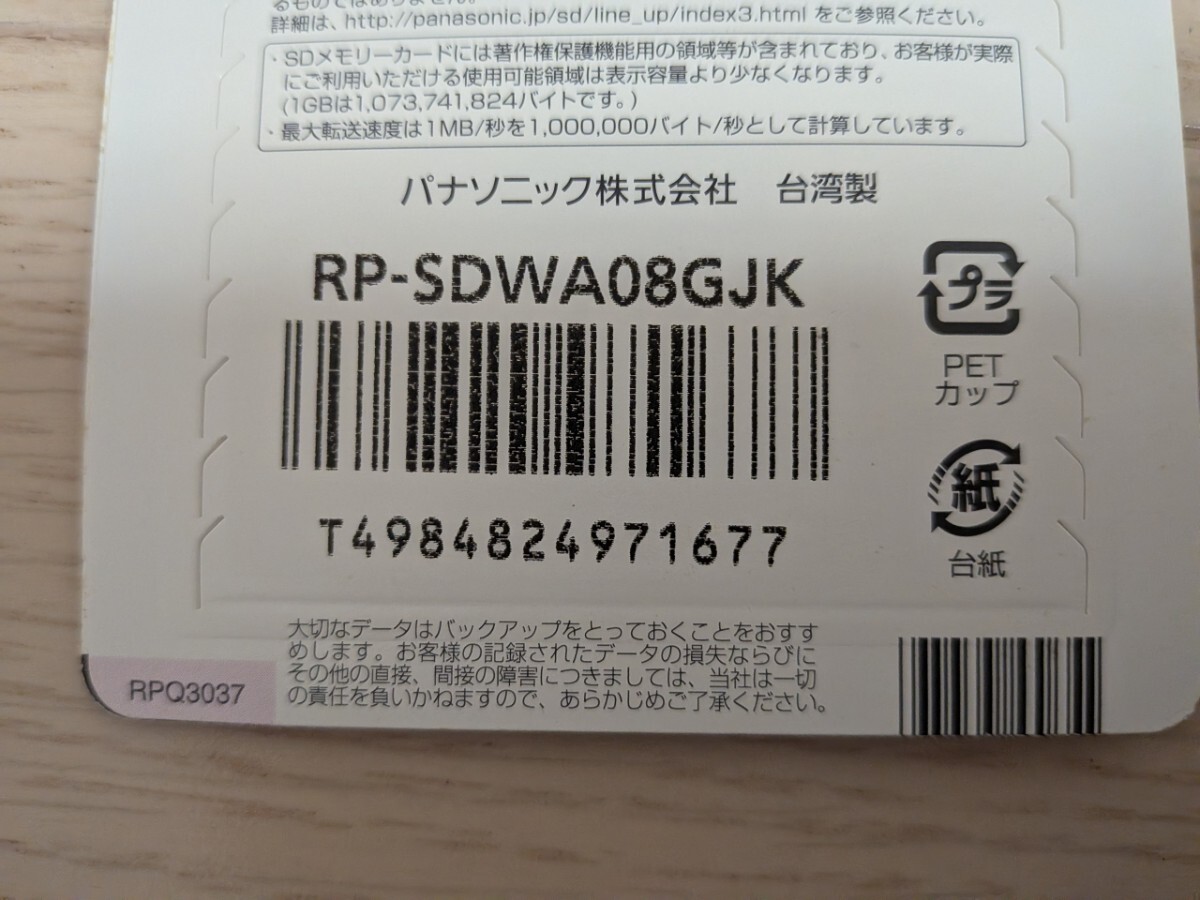 るものではありません。
詳細は、http://panasonic.jp/sd/line_up/index3.html をご参照ください。
・SDメモリーカードには著作権保護機能用の領域等が含まれており、お客様が実際
にご利用いただける使用可能領域は表示容量より少なくなります。
(1GBは1,073,741,824バイトです。)
・最大転送速度は1MB/秒を1,000,000バイト/秒として計算しています。
パナソニック株式会社 台湾製
RP-SDWA08GJK
プラ
PET
カップ
T4984824971677
紙
台紙
大切なデータはバックアップをとっておくことをおすす
めします。お客様の記録されたデータの損失ならびに
その他の直接、間接の障害につきましては、当社は一切
の責任を負いかねますので、あらかじめご了承ください。
RPQ3037